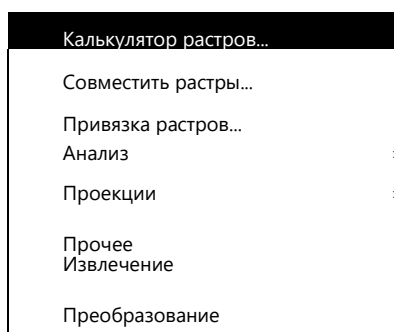 Калькулятор растров...
Совместить растры...
Привязка растров...
Анализ
Проекции
Прочее
Извлечение
Преобразование